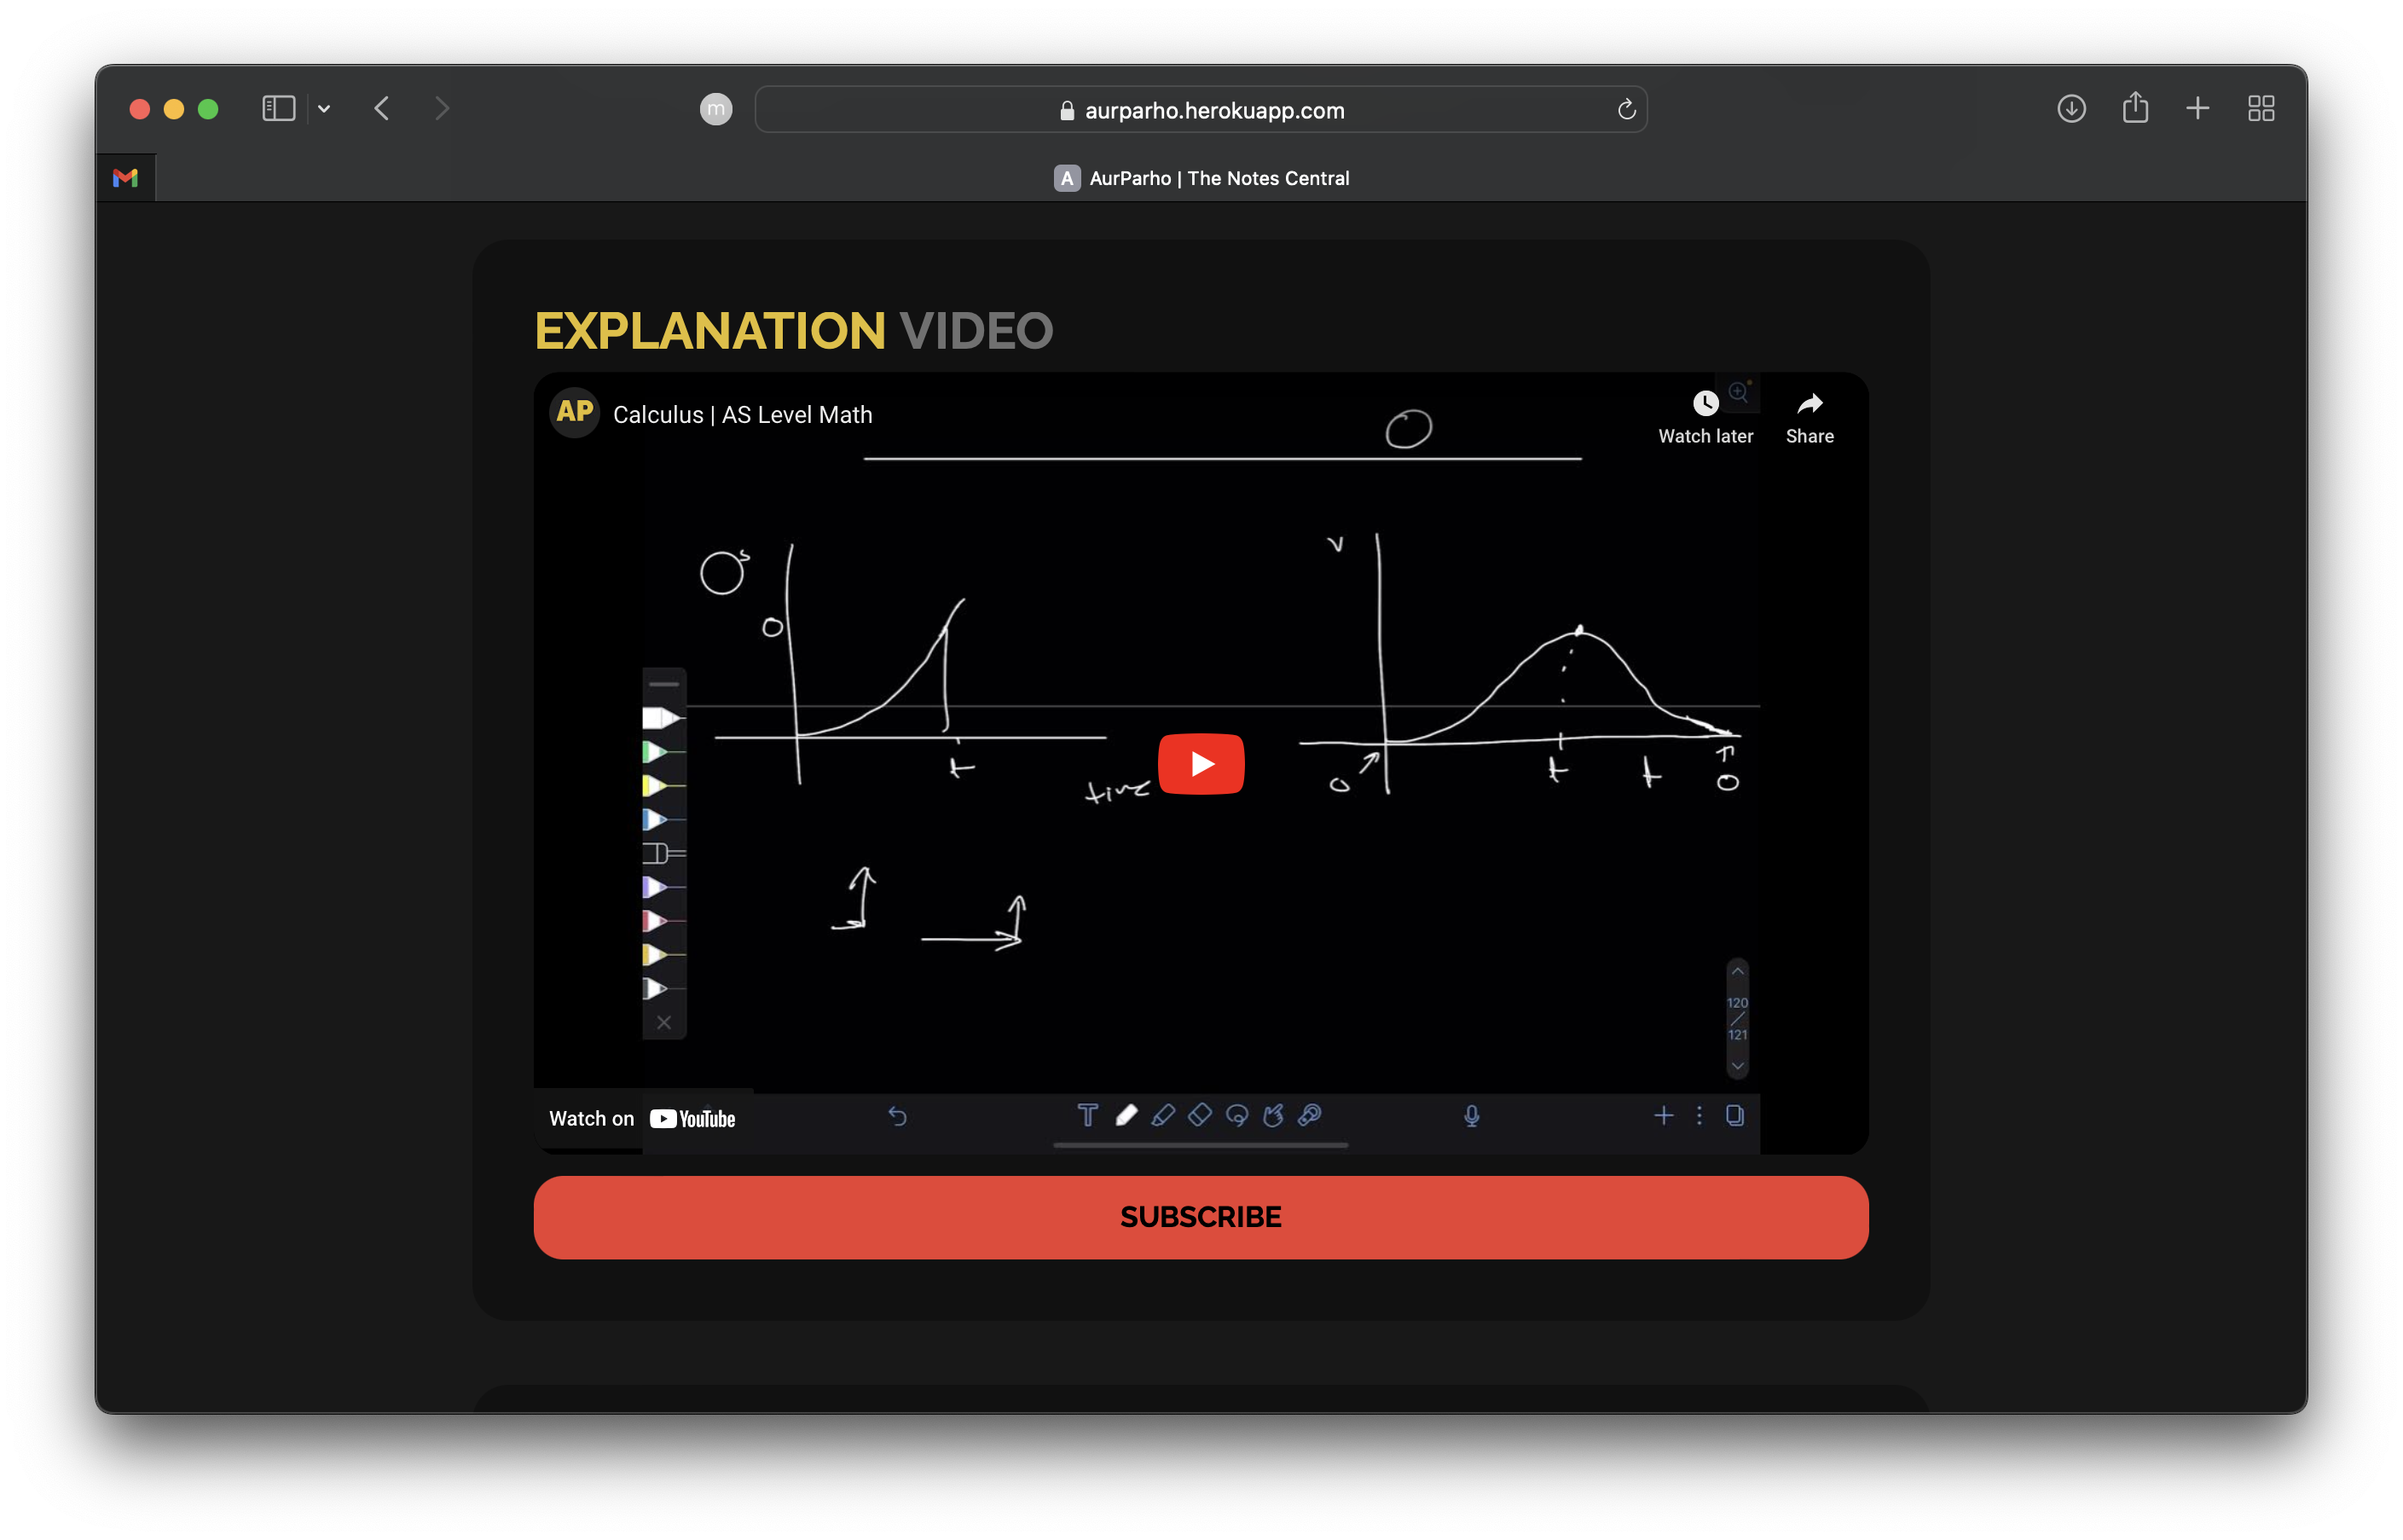 m
aurparho.herokuapp.com
A AurParho | The Notes Central
EXPLANATION VIDEO
AP Calculus | AS Level Math
Watch later
Share
O
s
v
O
t
time
O
t
t
O
120
121
Watch on YouTube
T
SUBSCRIBE